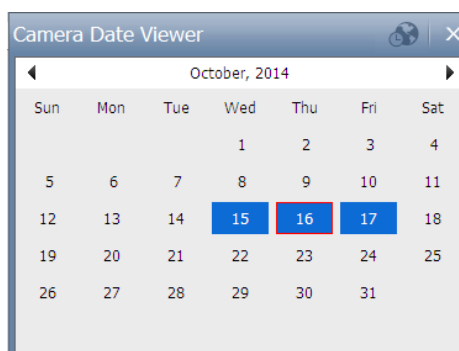 Camera Date Viewer
October, 2014
Sun Mon Tue Wed Thu Fri Sat
1 2 3 4
5 6 7 8 9 10 11
12 13 14 15 16 17 18
19 20 21 22 23 24 25
26 27 28 29 30 31